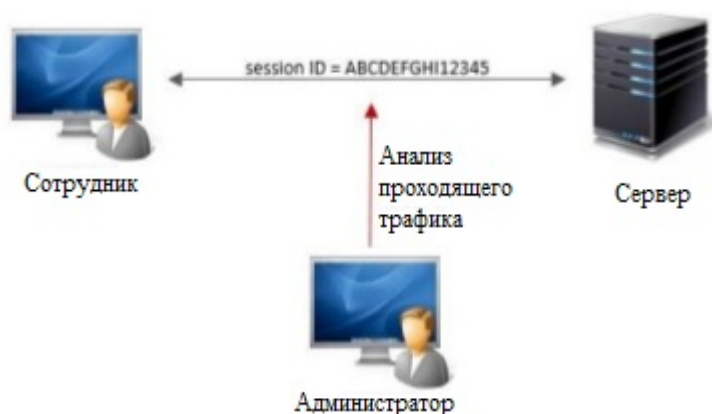 session ID = ABCDEFGHI12345
Сотрудник
Анализ
проходящего
трафика
Сервер
Администратор